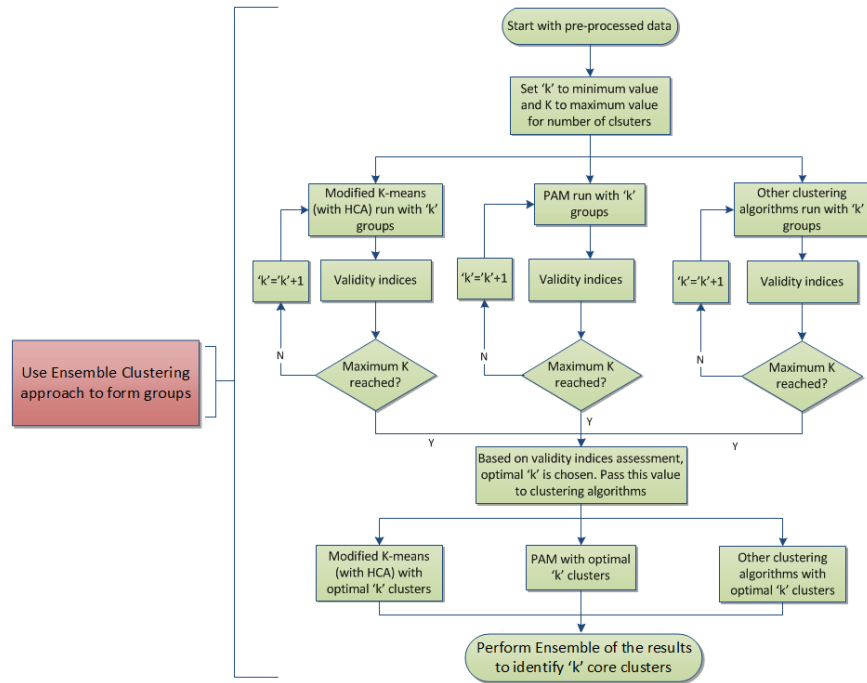 Start with pre-processed data
Set ‘k’ to minimum value
and K to maximum value
for number of clsuters
Modified K-means
(with HCA) run with ‘k’
groups
PAM run with ‘k’
groups
Other clustering
algorithms run with ‘k’
groups
‘k’=’k’+1
Validity indices
‘k’=’k’+1
Validity indices
‘k’=’k’+1
Validity indices
N
Maximum K
reached?
N
Maximum K
reached?
N
Maximum K
reached?
Use Ensemble Clustering
approach to form groups
Y
Y
Y
Based on validity indices assessment,
optimal ‘k’ is chosen. Pass this value
to clustering algorithms
Modified K-means
(with HCA) with
optimal ‘k’ clusters
PAM with optimal
‘k’ clusters
Other clustering
algorithms with
optimal ‘k’ clusters
Perform Ensemble of the results
to identify ‘k’ core clusters